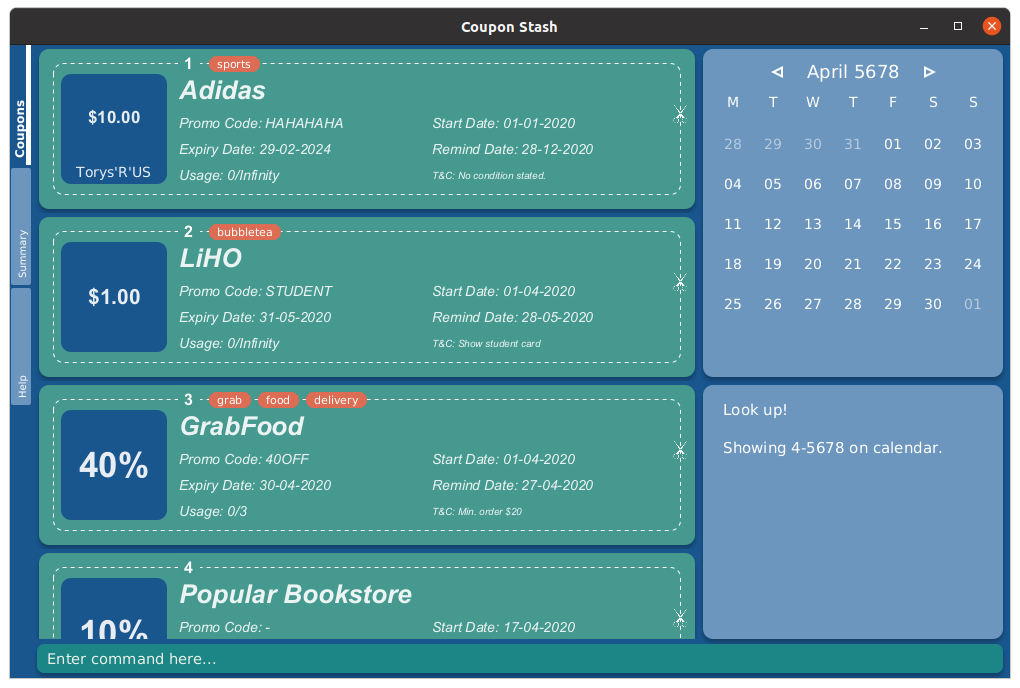 Coupon Stash
Coupons
Summary
Help
1 sports
Adidas
$10.00
Torys'R'US
Promo Code: HAHAHAHA
Start Date: 01-01-2020
Expiry Date: 29-02-2024
Remind Date: 28-12-2020
Usage: 0/Infinity
T&C: No condition stated.
2 bubbletea
LiHO
$1.00
Promo Code: STUDENT
Start Date: 01-04-2020
Expiry Date: 31-05-2020
Remind Date: 28-05-2020
Usage: 0/Infinity
T&C: Show student card
3 grab food delivery
GrabFood
40%
Promo Code: 40OFF
Start Date: 01-04-2020
Expiry Date: 30-04-2020
Remind Date: 27-04-2020
Usage: 0/3
T&C: Min. order $20
4
Popular Bookstore
10%
Promo Code: -
Start Date: 17-04-2020
April 5678
M T W T F S S
28 29 30 31 01 02 03
04 05 06 07 08 09 10
11 12 13 14 15 16 17
18 19 20 21 22 23 24
25 26 27 28 29 30 01
Look up!
Showing 4-5678 on calendar.
Enter command here...